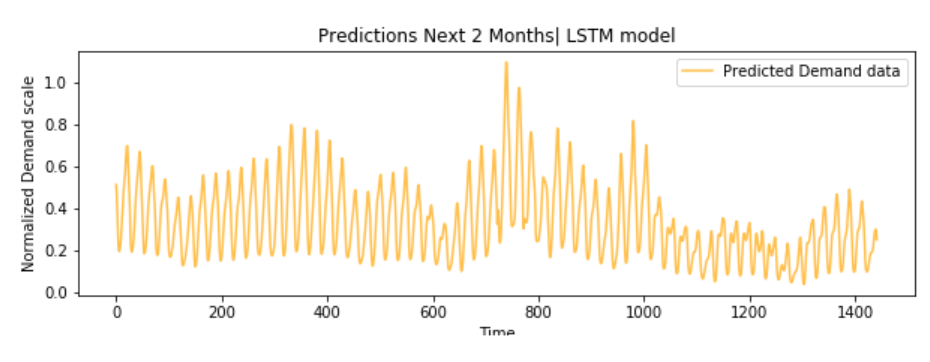 Predictions Next 2 Months| LSTM model
Predicted Demand data
Normalized Demand scale
1.0
0.8
0.6
0.4
0.2
0.0
0 200 400 600 800 1000 1200 1400
Time